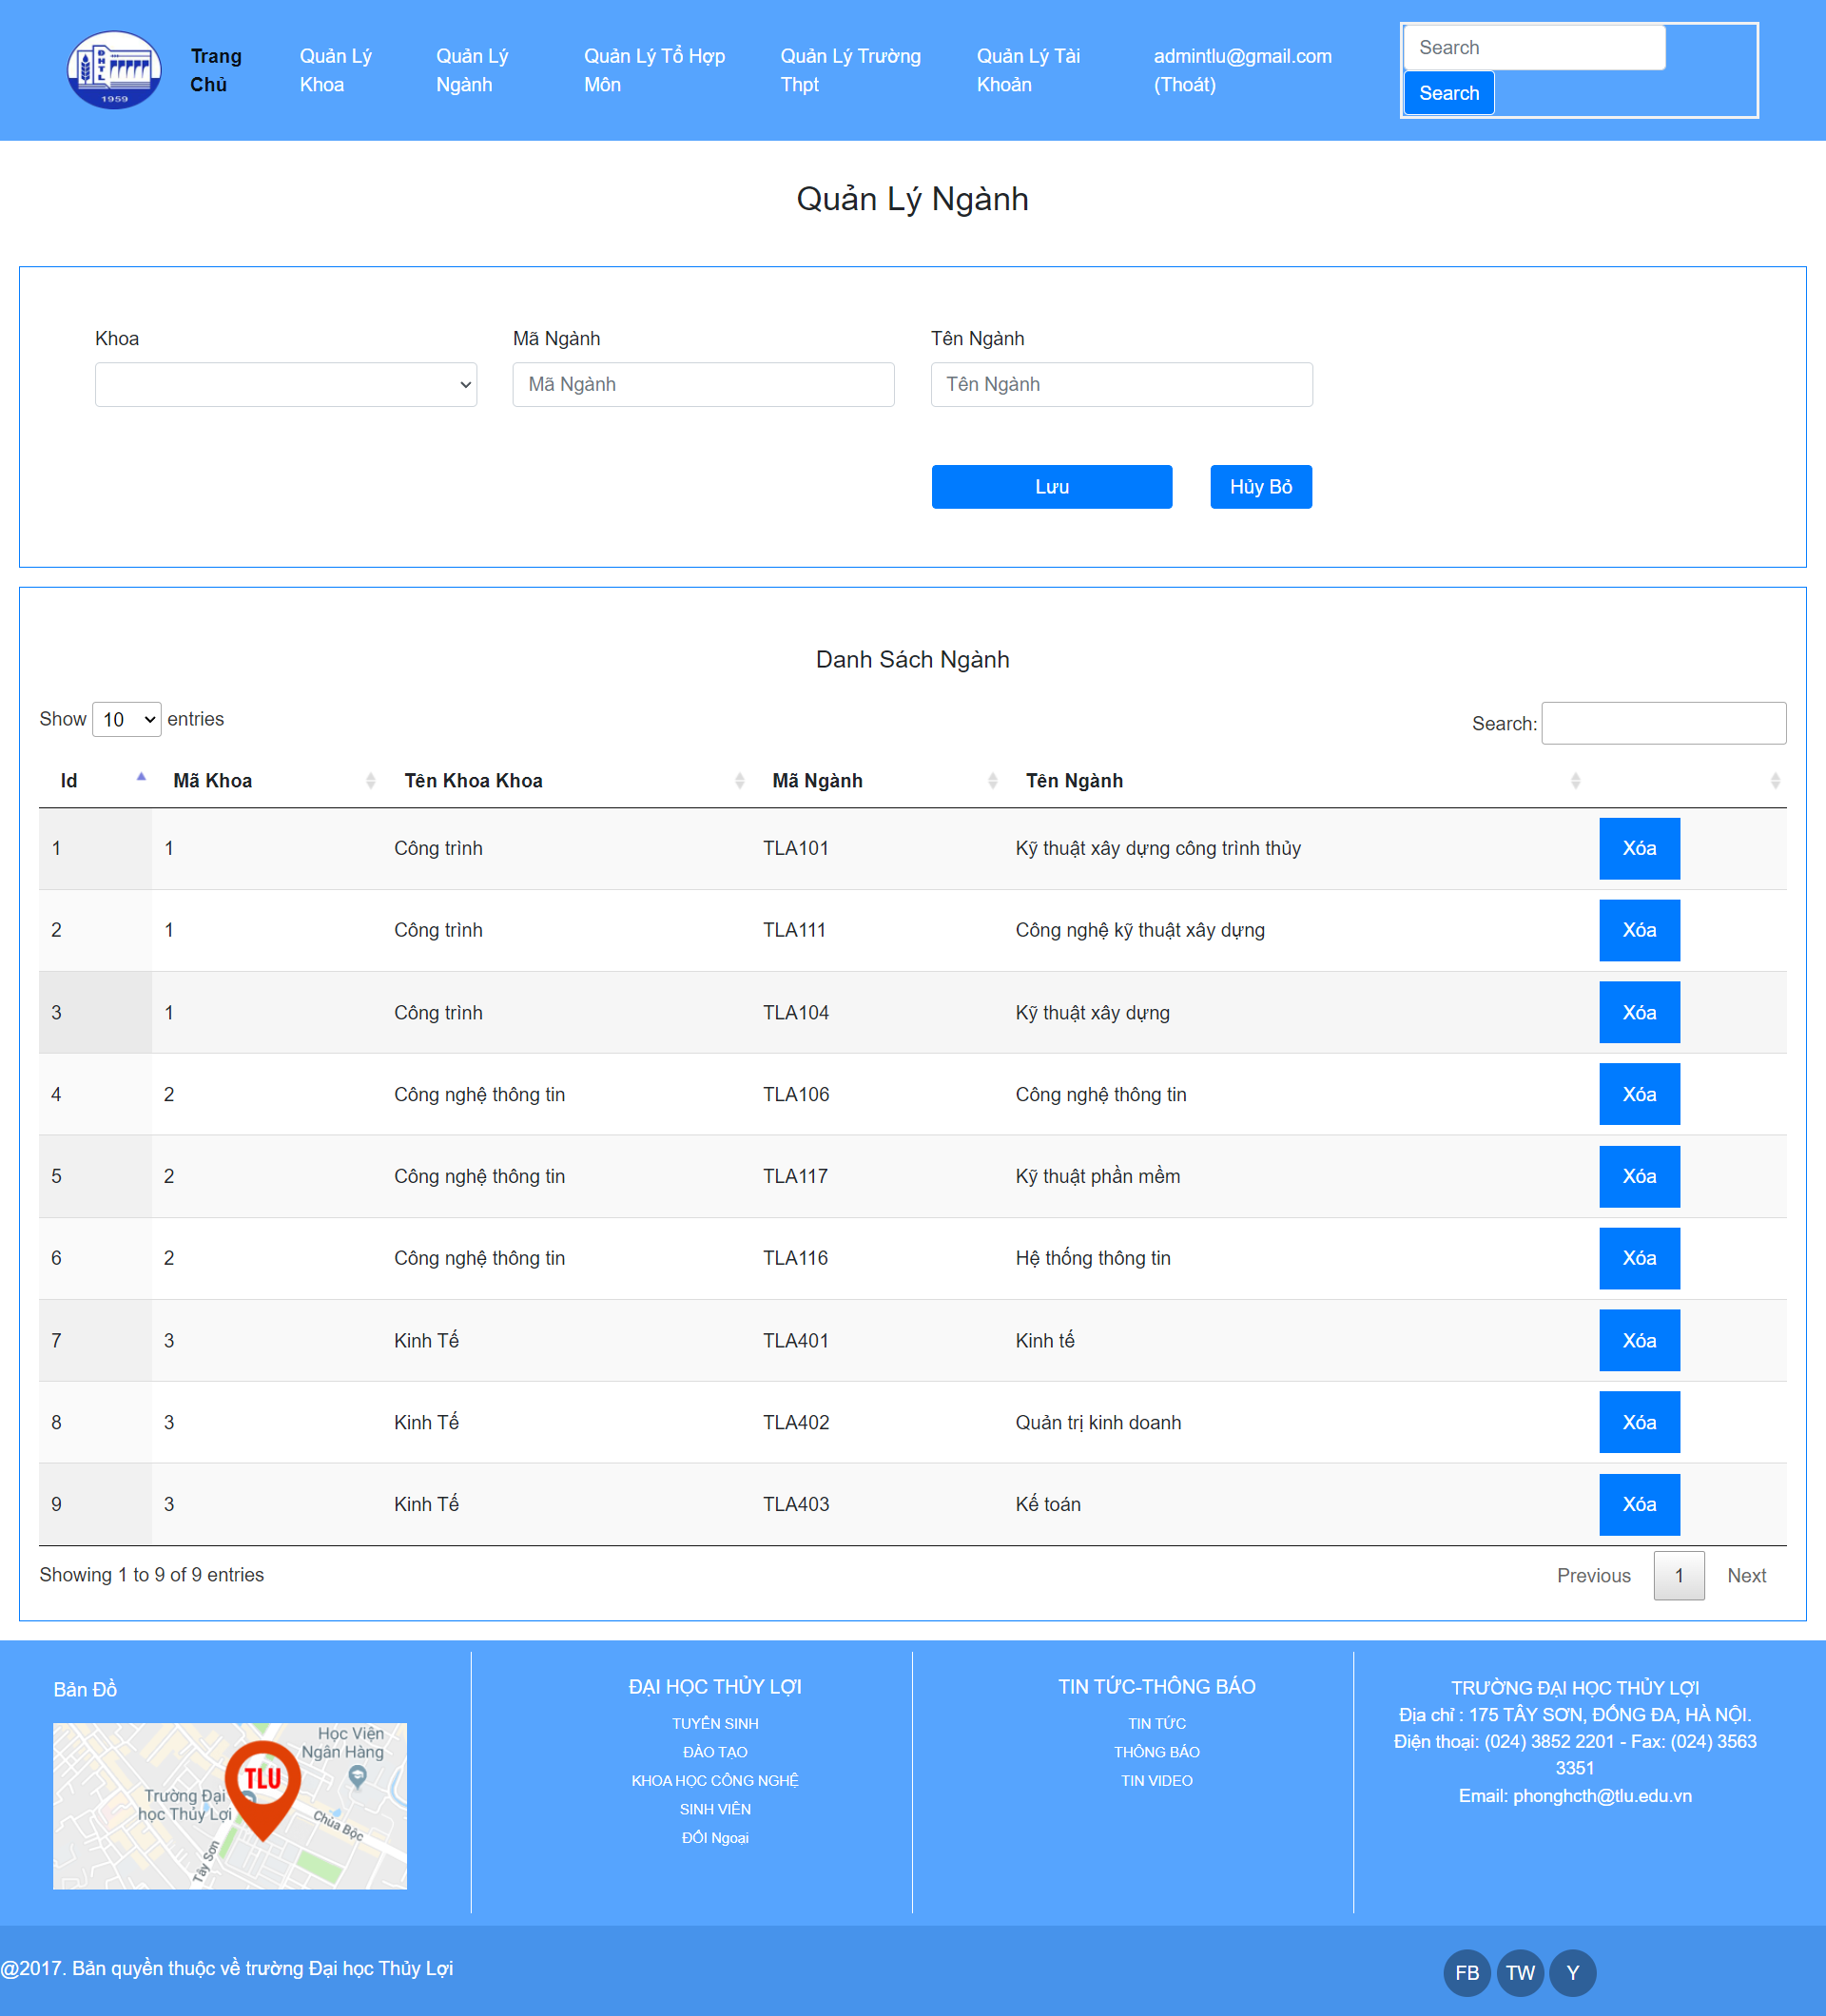 ĐHTL
1959
Trang Chủ
Quản Lý Khoa
Quản Lý Ngành
Quản Lý Tổ Hợp Môn
Quản Lý Trường Thpt
Quản Lý Tài Khoản
admintlu@gmail.com (Thoát)
Search
Search
Quản Lý Ngành
Khoa
Mã Ngành
Tên Ngành
Mã Ngành
Tên Ngành
Lưu
Hủy Bỏ
Danh Sách Ngành
Show 10 entries
Search:
Id Mã Khoa Tên Khoa Khoa Mã Ngành Tên Ngành
1 1 Công trình TLA101 Kỹ thuật xây dựng công trình thủy Xóa
2 1 Công trình TLA111 Công nghệ kỹ thuật xây dựng Xóa
3 1 Công trình TLA104 Kỹ thuật xây dựng Xóa
4 2 Công nghệ thông tin TLA106 Công nghệ thông tin Xóa
5 2 Công nghệ thông tin TLA117 Kỹ thuật phần mềm Xóa
6 2 Công nghệ thông tin TLA116 Hệ thống thông tin Xóa
7 3 Kinh Tế TLA401 Kinh tế Xóa
8 3 Kinh Tế TLA402 Quản trị kinh doanh Xóa
9 3 Kinh Tế TLA403 Kế toán Xóa
Showing 1 to 9 of 9 entries
Previous 1 Next
Bản Đồ
Học Viện
Ngân Hàng
TLU
Trường Đại
học Thủy Lợi
Chùa Bộc
Tây Sơn
ĐẠI HỌC THỦY LỢI
TUYỂN SINH
ĐÀO TẠO
KHOA HỌC CÔNG NGHỆ
SINH VIÊN
ĐỐI Ngoại
TIN TỨC-THÔNG BÁO
TIN TỨC
THÔNG BÁO
TIN VIDEO
TRƯỜNG ĐẠI HỌC THỦY LỢI
Địa chỉ : 175 TÂY SƠN, ĐỐNG ĐA, HÀ NỘI.
Điện thoại: (024) 3852 2201 - Fax: (024) 3563
3351
Email: phonghcth@tlu.edu.vn
@2017. Bản quyền thuộc về trường Đại học Thủy Lợi
FB TW Y